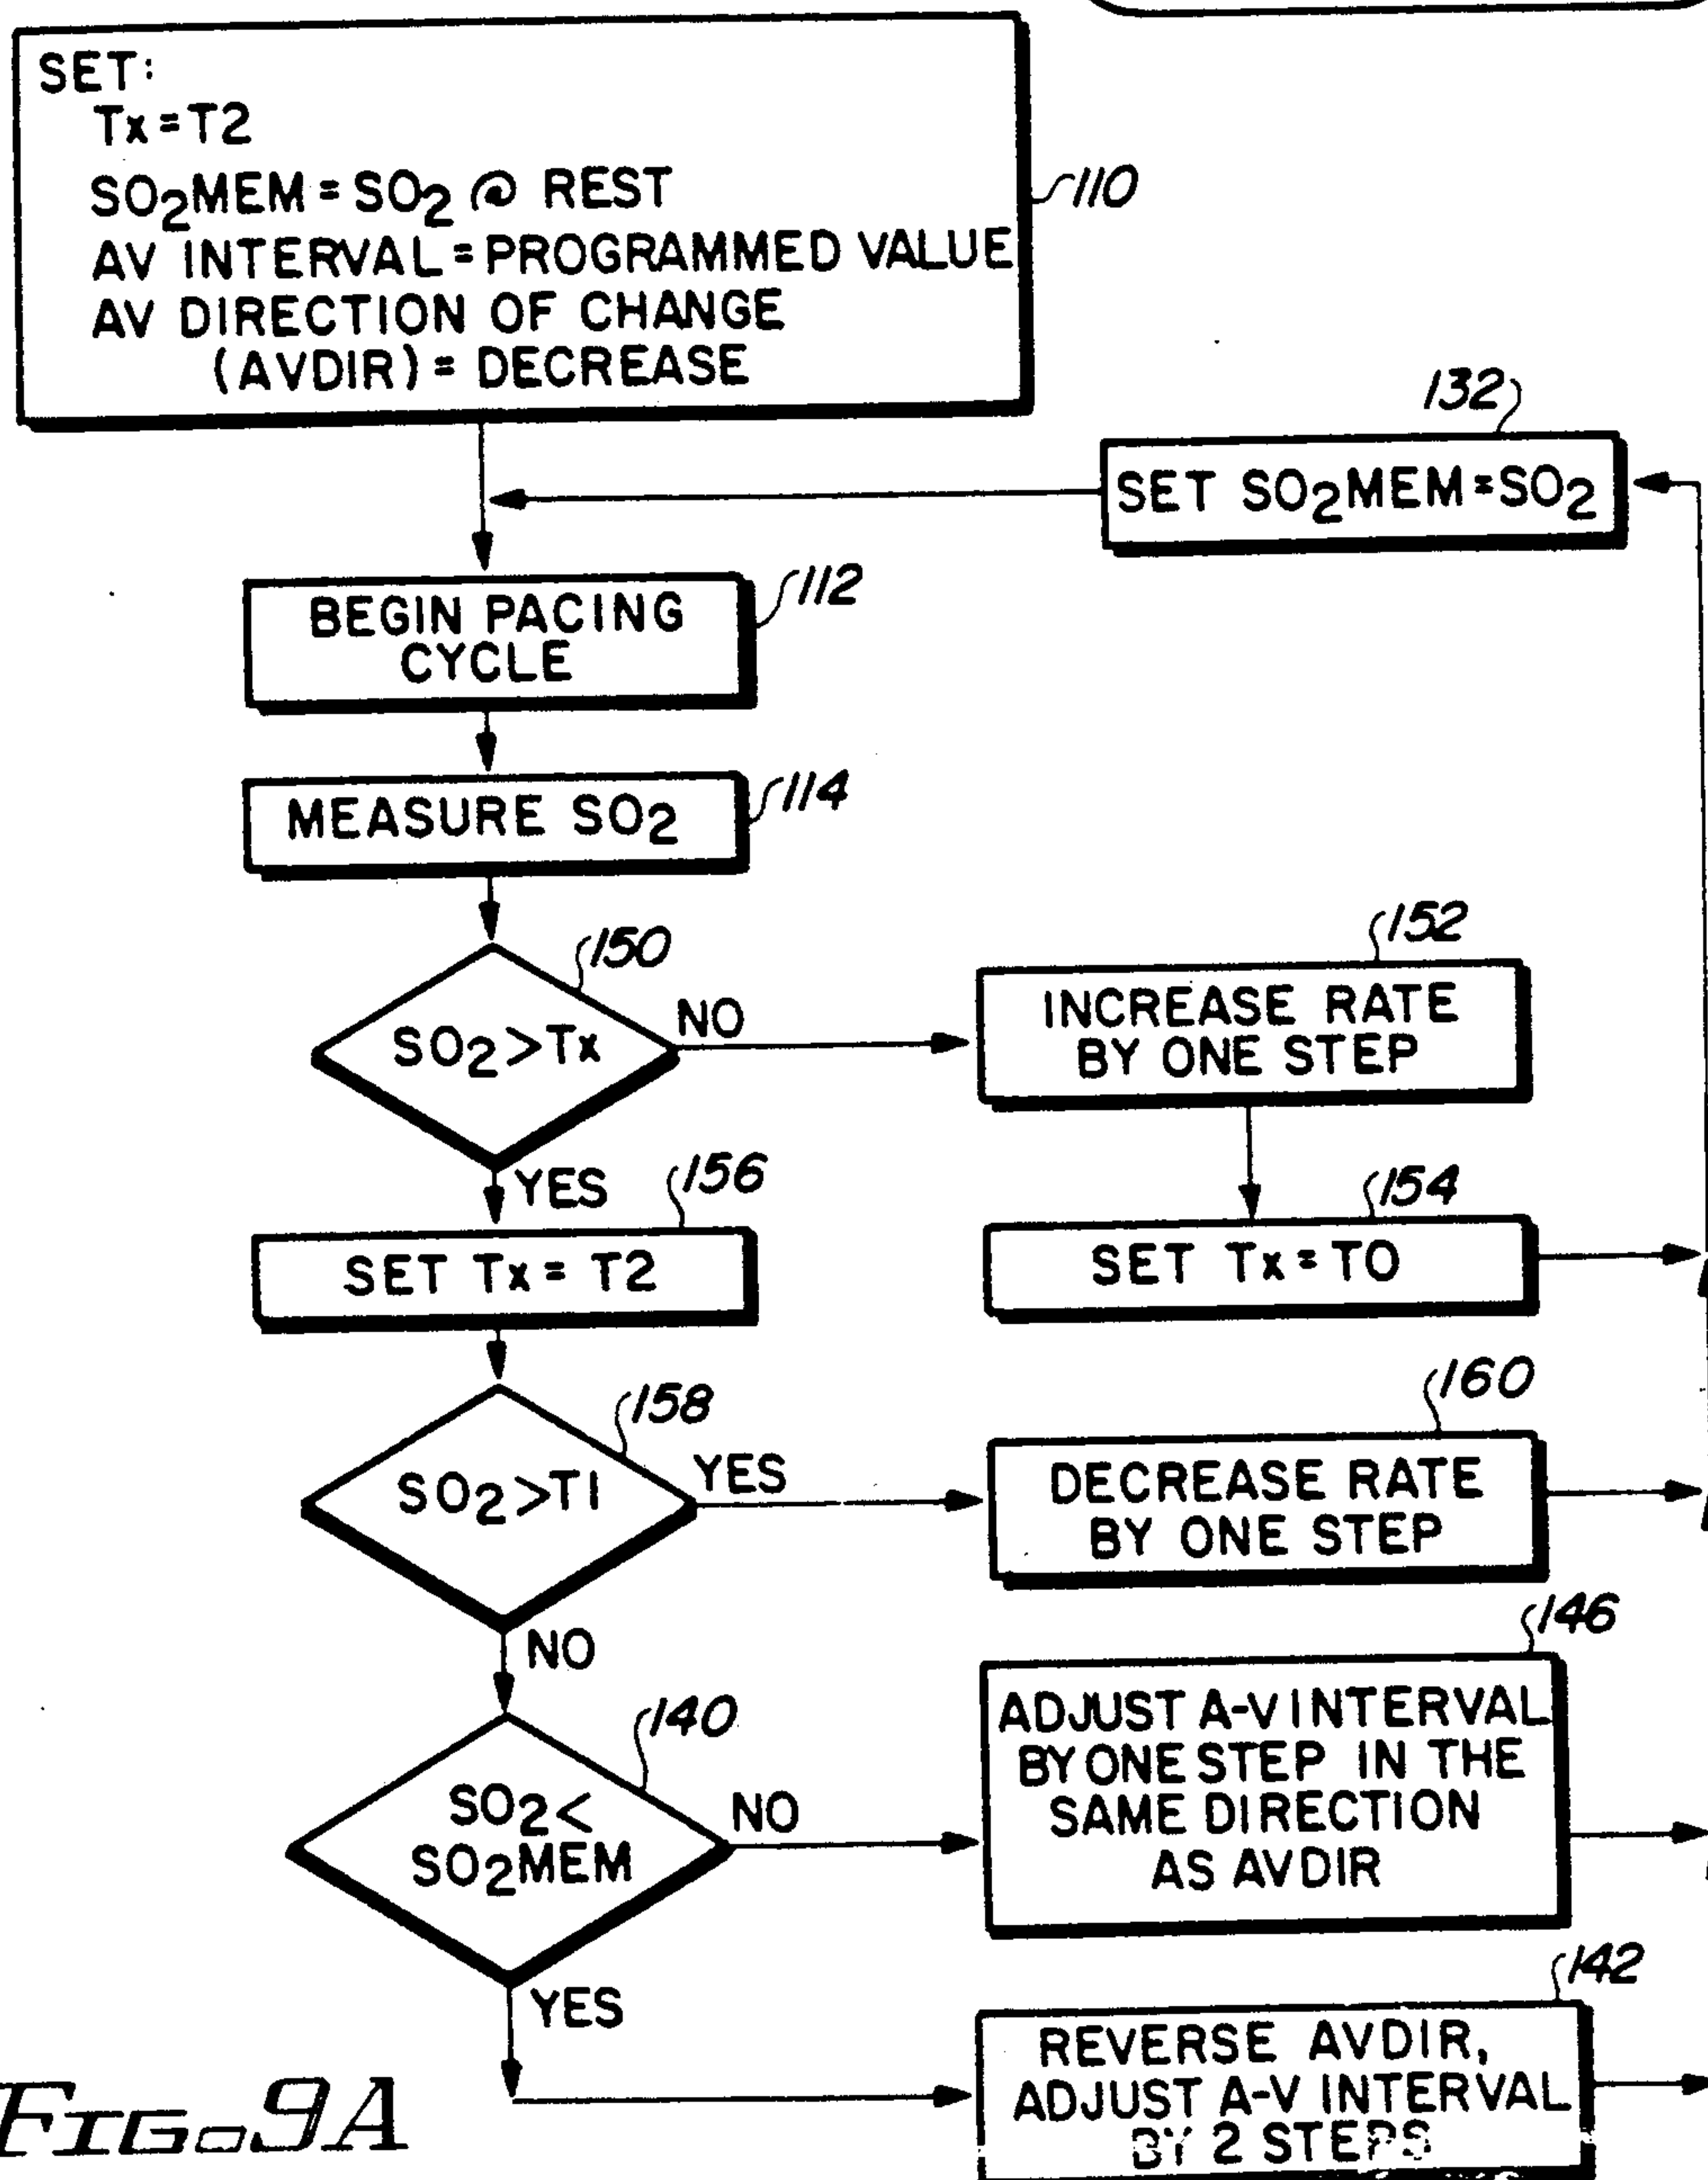 SET:
Tx = T2
SO2MEM = SO2 @ REST
AV INTERVAL = PROGRAMMED VALUE
AV DIRECTION OF CHANGE
(AVDIR) = DECREASE
110
132
SET SO2MEM = SO2
BEGIN PACING
CYCLE
112
MEASURE SO2
114
150
SO2 > Tx
NO
152
INCREASE RATE
BY ONE STEP
YES
156
SET Tx = T2
154
SET Tx = TO
158
SO2 > T1
YES
160
DECREASE RATE
BY ONE STEP
NO
140
SO2 <
SO2MEM
NO
146
ADJUST A-V INTERVAL
BY ONE STEP IN THE
SAME DIRECTION
AS AVDIR
YES
142
REVERSE AVDIR,
ADJUST A-V INTERVAL
BY 2 STEPS
FIG. 9A